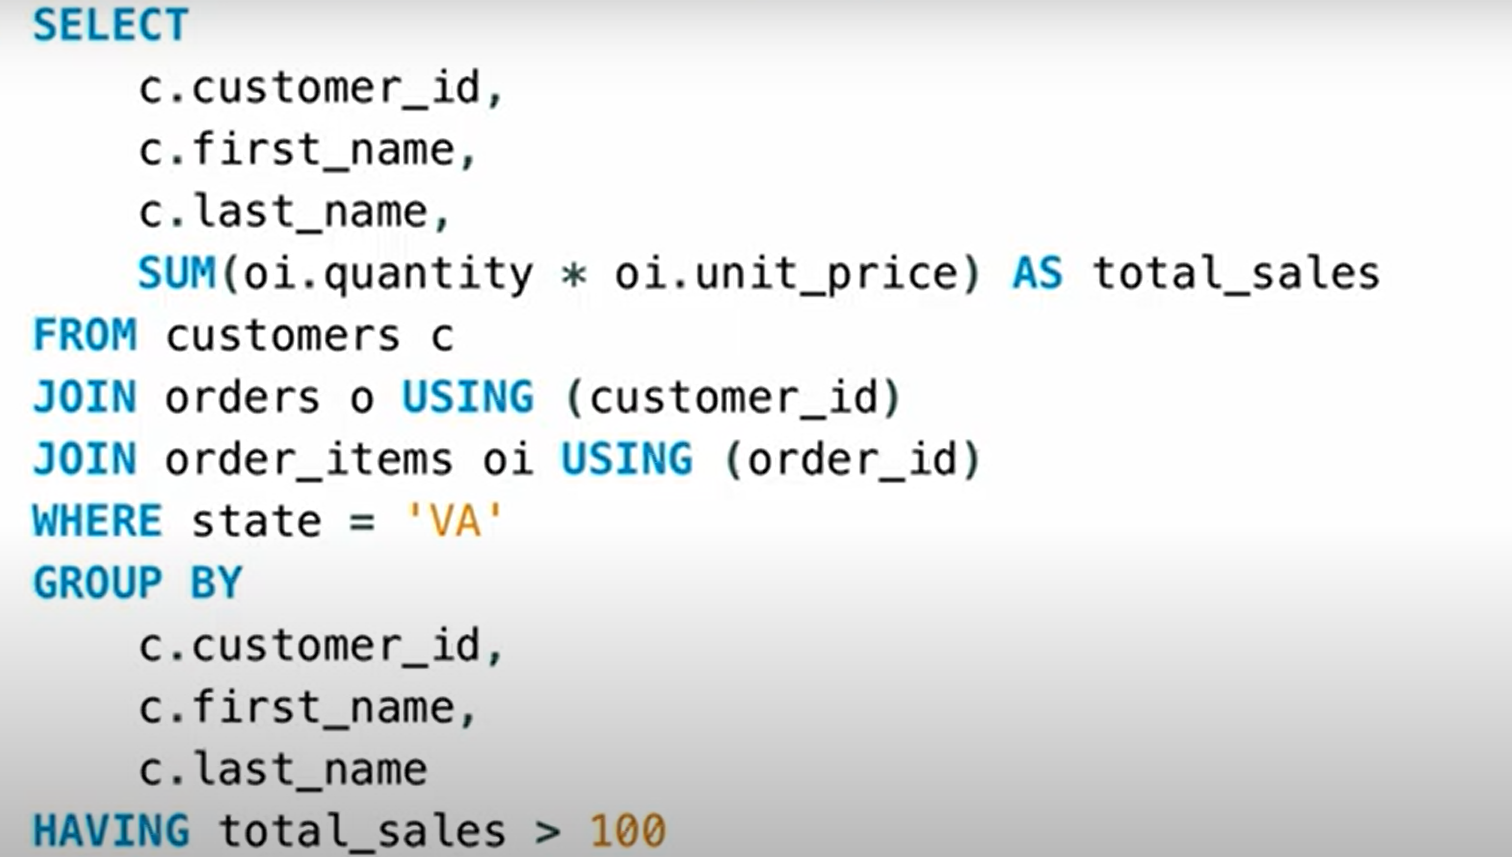 SELECT
    c.customer_id,
    c.first_name,
    c.last_name,
    SUM(oi.quantity * oi.unit_price) AS total_sales
FROM customers c
JOIN orders o USING (customer_id)
JOIN order_items oi USING (order_id)
WHERE state = 'VA'
GROUP BY
    c.customer_id,
    c.first_name,
    c.last_name
HAVING total_sales > 100